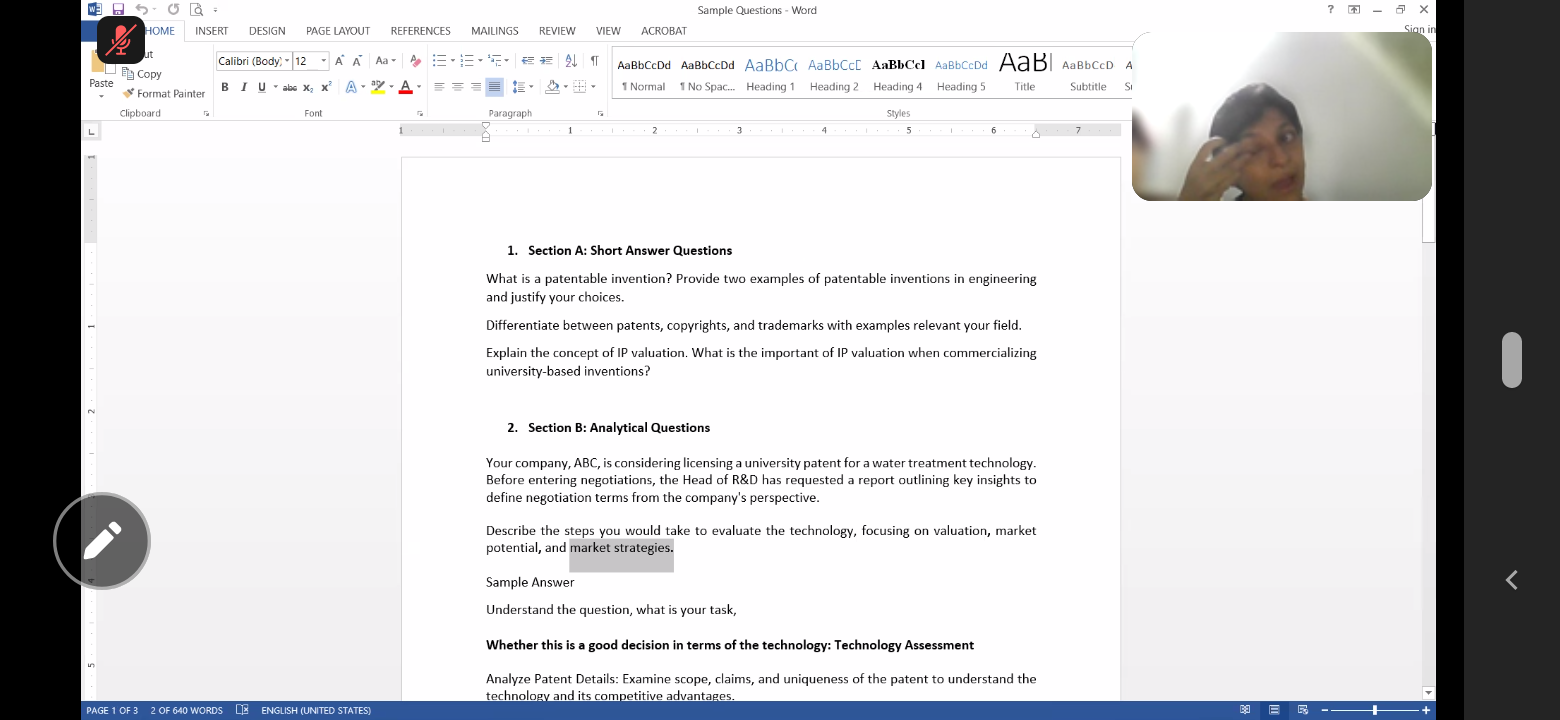 Sample Questions - Word
Sign in
HOME INSERT DESIGN PAGE LAYOUT REFERENCES MAILINGS REVIEW VIEW ACROBAT
Paste
Copy
Format Painter
Clipboard
Calibri (Body) 12
Font
Paragraph
AaBbCcDd AaBbCcDd AaBbCc AaBbCcD AaBbCcI AaBbCcDd AaB AaBbCcD
¶ Normal ¶ No Spac... Heading 1 Heading 2 Heading 4 Heading 5 Title Subtitle
Styles
1 1 2 3 4 5 6 7
1. Section A: Short Answer Questions
What is a patentable invention? Provide two examples of patentable inventions in engineering
and justify your choices.
Differentiate between patents, copyrights, and trademarks with examples relevant your field.
Explain the concept of IP valuation. What is the important of IP valuation when commercializing
university-based inventions?
2. Section B: Analytical Questions
Your company, ABC, is considering licensing a university patent for a water treatment technology.
Before entering negotiations, the Head of R&D has requested a report outlining key insights to
define negotiation terms from the company's perspective.
Describe the steps you would take to evaluate the technology, focusing on valuation, market
potential, and market strategies.
Sample Answer
Understand the question, what is your task,
Whether this is a good decision in terms of the technology: Technology Assessment
Analyze Patent Details: Examine scope, claims, and uniqueness of the patent to understand the
technology and its competitive advantages.
PAGE 1 OF 3 2 OF 640 WORDS ENGLISH (UNITED STATES)